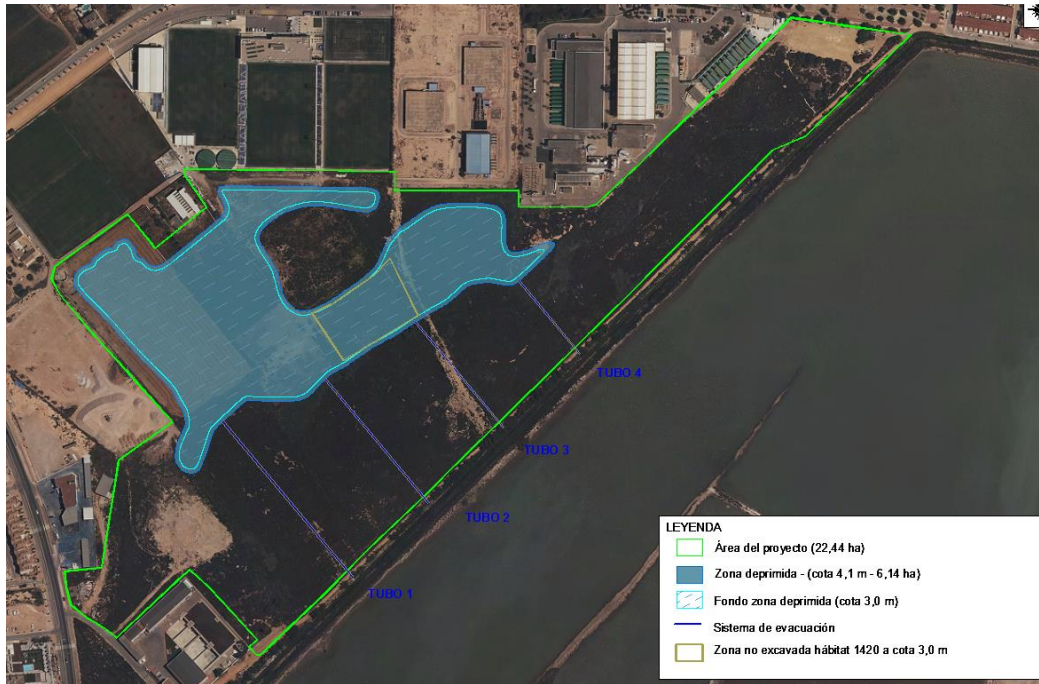 TUBO 4
TUBO 3
TUBO 2
TUBO 1
LEYENDA
Área del proyecto (22,44 ha)
Zona deprimida - (cota 4,1 m - 6,14 ha)
Fondo zona deprimida (cota 3,0 m)
Sistema de evacuación
Zona no excavada hábitat 1420 a cota 3,0 m